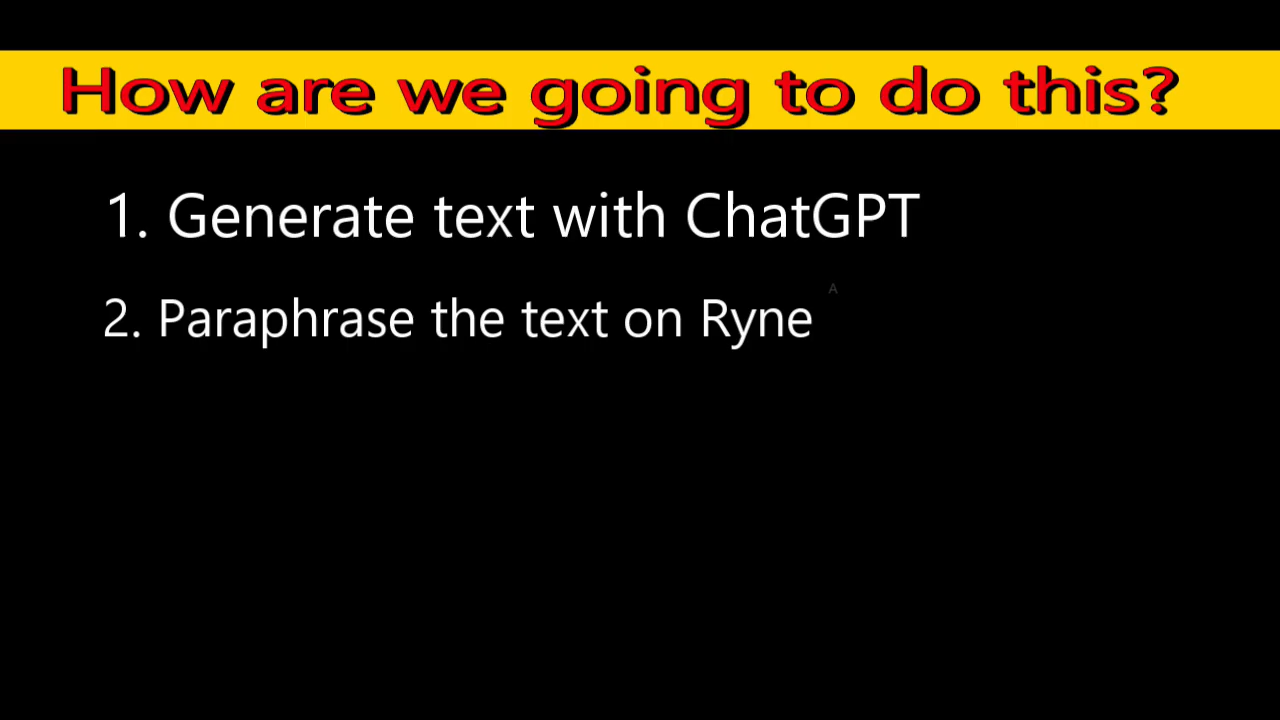 How are we going to do this?
1. Generate text with ChatGPT
2. Paraphrase the text on Ryne
A